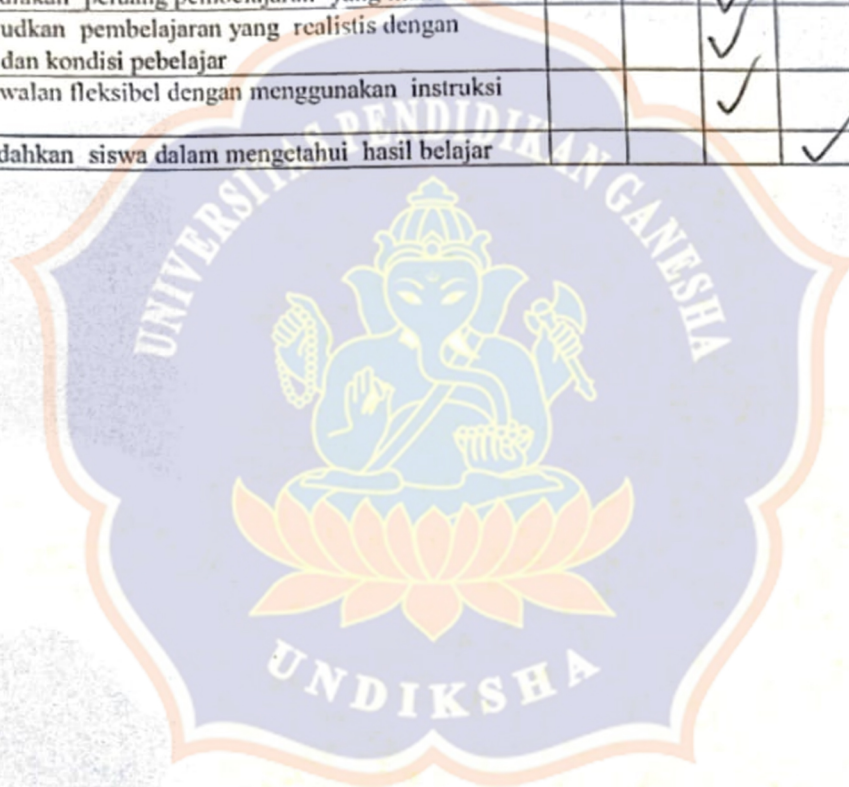 udkan pembelajaran yang realistis dengan
dan kondisi pebelajar
walan fleksibel dengan menggunakan instruksi
dahkan siswa dalam mengetahui hasil belajar
UNIVERSITAS PENDIDIKAN GANESHA
UNDIKSHA